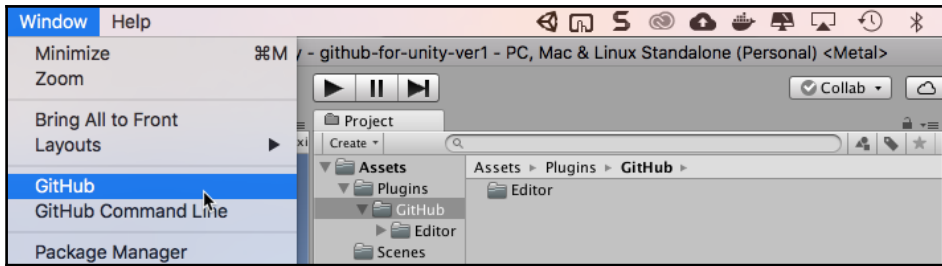 Window Help
Minimize ⌘M
Zoom
Bring All to Front
Layouts
GitHub
GitHub Command Line
Package Manager
- github-for-unity-ver1 - PC, Mac & Linux Standalone (Personal) <Metal>
Collab
Project
Create
Assets
Plugins
GitHub
Editor
Scenes
Assets Plugins GitHub
Editor